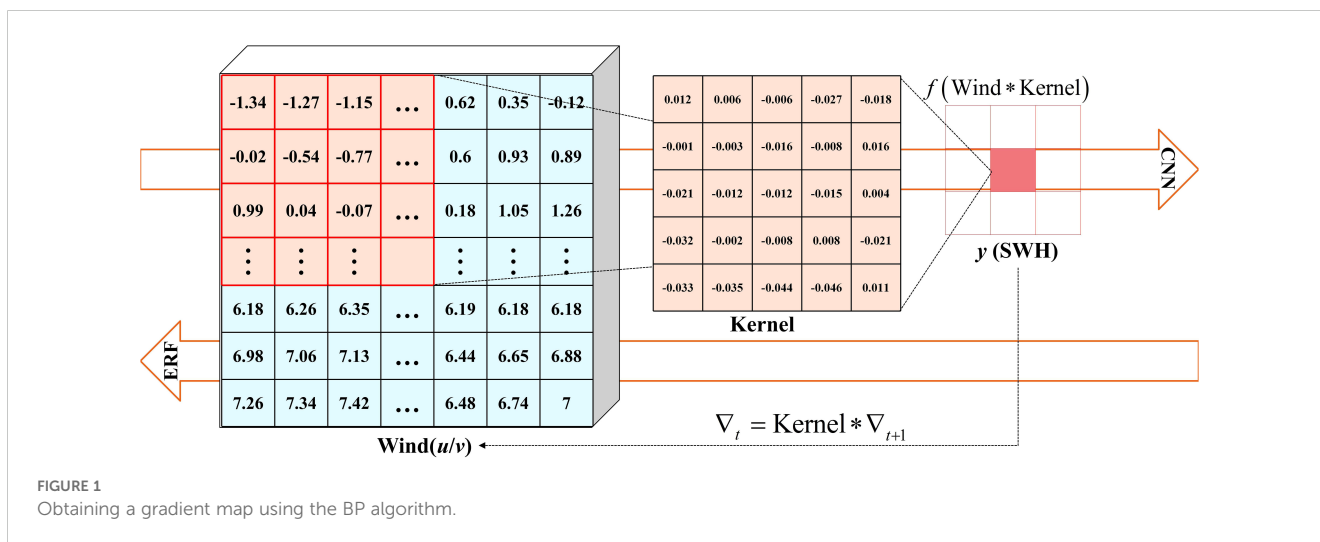 -1.34 -1.27 -1.15 ... 0.62 0.35 -0.12
-0.02 -0.54 -0.77 ... 0.6 0.93 0.89
0.99 0.04 -0.07 ... 0.18 1.05 1.26
⋮ ⋮ ⋮ ⋮ ⋮ ⋮
6.18 6.26 6.35 ... 6.19 6.18 6.18
6.98 7.06 7.13 ... 6.44 6.65 6.88
7.26 7.34 7.42 ... 6.48 6.74 7
Wind(u/v)
0.012 0.006 -0.006 -0.027 -0.018
-0.001 -0.003 -0.016 -0.008 0.016
-0.021 -0.012 -0.012 -0.015 0.004
-0.032 -0.002 -0.008 0.008 -0.021
-0.033 -0.035 -0.044 -0.046 0.011
Kernel
f(Wind*Kernel)
y (SWH)
CNN
ERF
∇t = Kernel*∇t+1
FIGURE 1
Obtaining a gradient map using the BP algorithm.